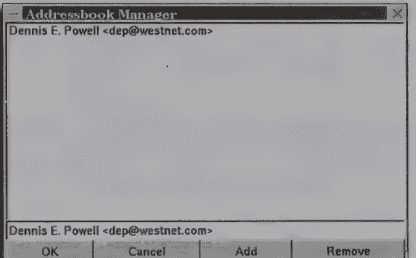 Addressbook Manager
Dennis E. Powell <dep@westnet.com>
Dennis E. Powell <dep@westnet.com>
OK Cancel Add Remove